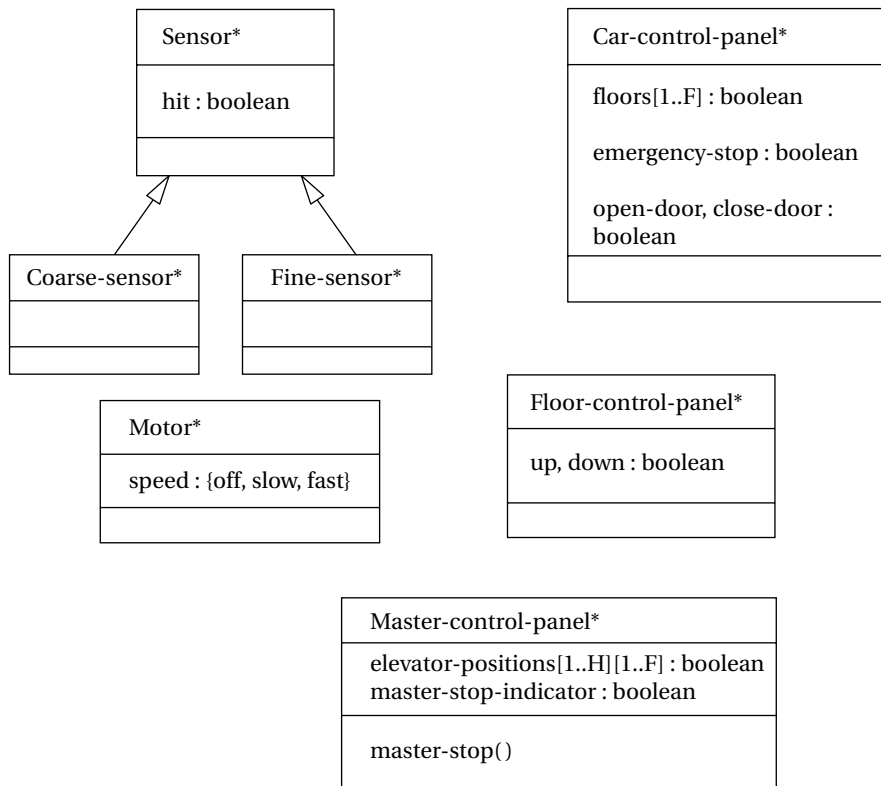 Sensor*
hit : boolean
Coarse-sensor*
Fine-sensor*
Motor*
speed : {off, slow, fast}
Car-control-panel*
floors[1..F] : boolean
emergency-stop : boolean
open-door, close-door :
boolean
Floor-control-panel*
up, down : boolean
Master-control-panel*
elevator-positions[1..H][1..F] : boolean
master-stop-indicator : boolean
master-stop()